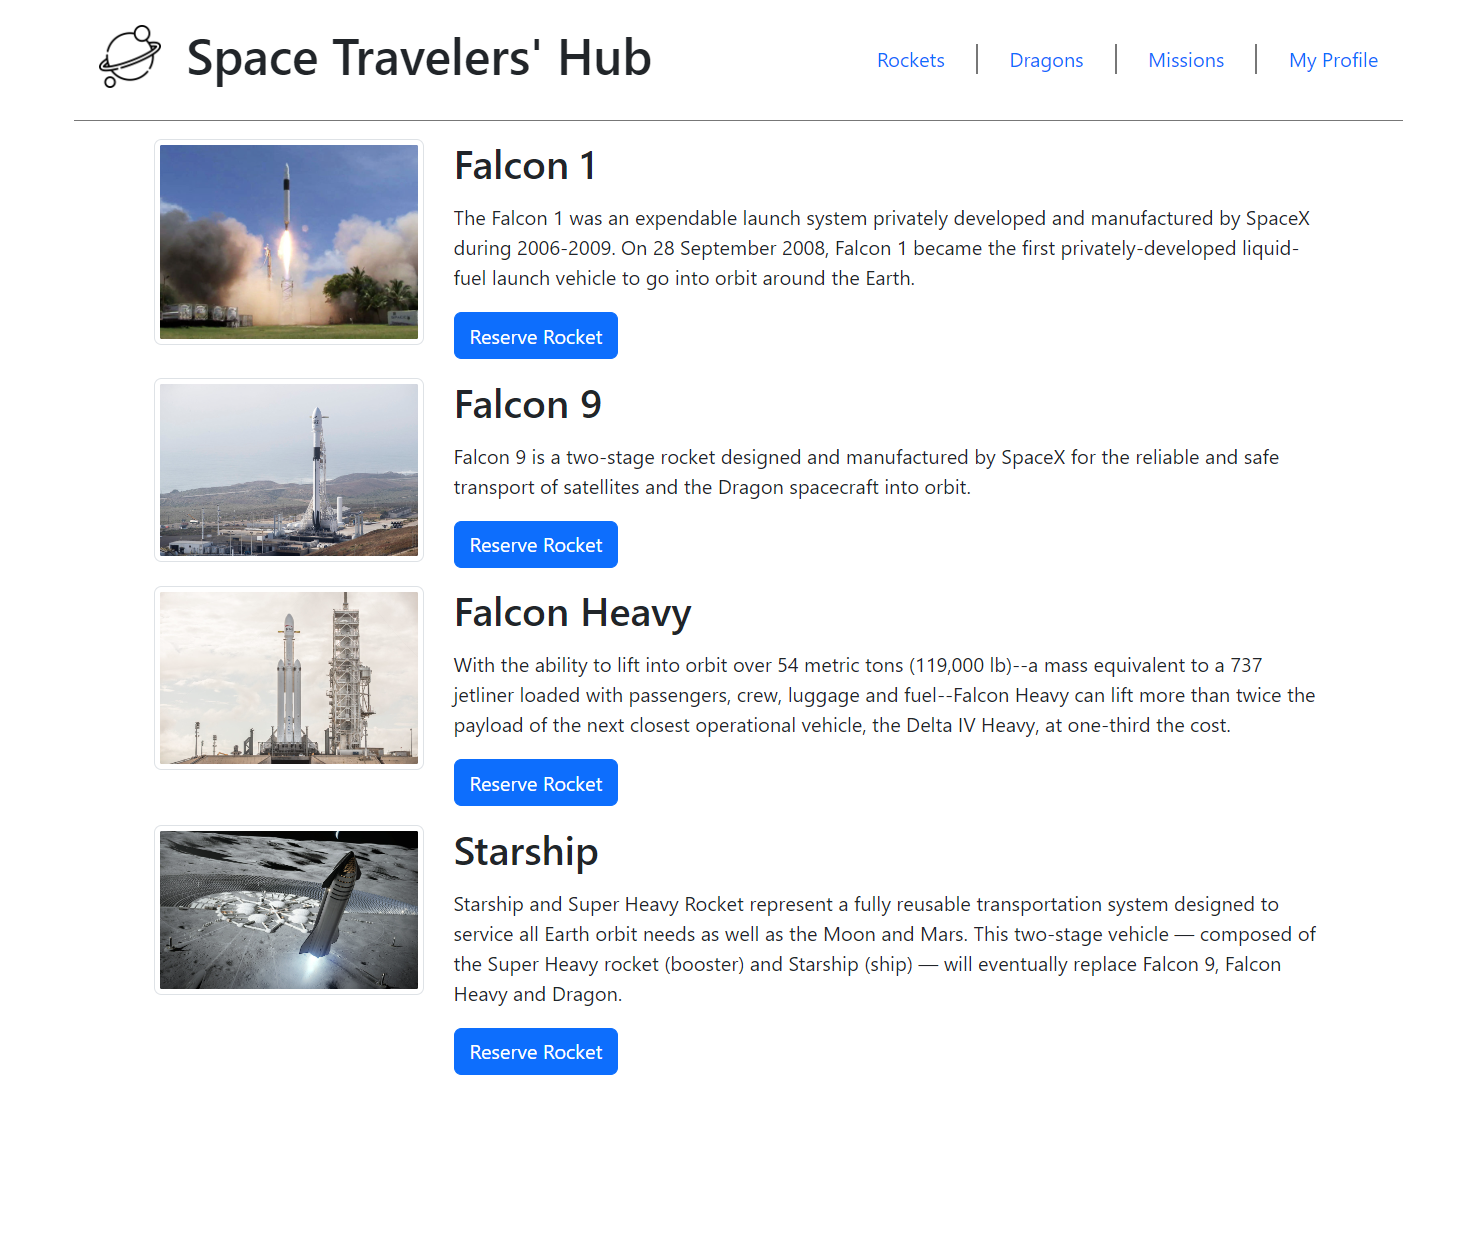 Space Travelers' Hub
Rockets
Dragons
Missions
My Profile
Falcon 1
The Falcon 1 was an expendable launch system privately developed and manufactured by SpaceX
during 2006-2009. On 28 September 2008, Falcon 1 became the first privately-developed liquid-
fuel launch vehicle to go into orbit around the Earth.
Reserve Rocket
Falcon 9
Falcon 9 is a two-stage rocket designed and manufactured by SpaceX for the reliable and safe
transport of satellites and the Dragon spacecraft into orbit.
Reserve Rocket
Falcon Heavy
With the ability to lift into orbit over 54 metric tons (119,000 lb)--a mass equivalent to a 737
jetliner loaded with passengers, crew, luggage and fuel--Falcon Heavy can lift more than twice the
payload of the next closest operational vehicle, the Delta IV Heavy, at one-third the cost.
Reserve Rocket
Starship
Starship and Super Heavy Rocket represent a fully reusable transportation system designed to
service all Earth orbit needs as well as the Moon and Mars. This two-stage vehicle — composed of
the Super Heavy rocket (booster) and Starship (ship) — will eventually replace Falcon 9, Falcon
Heavy and Dragon.
Reserve Rocket